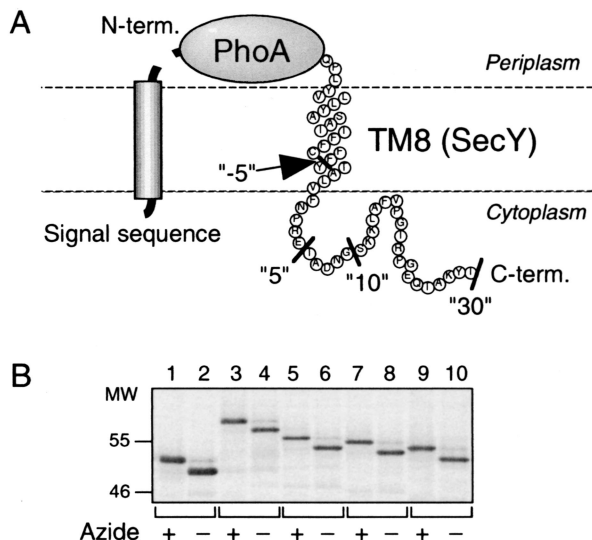 A
N-term.
PhoA
Periplasm
TM8 (SecY)
"-5"
Cytoplasm
Signal sequence
"5"
"10"
C-term.
"30"
B
1 2 3 4 5 6 7 8 9 10
MW
55
46
Azide + − + − + − + − + −